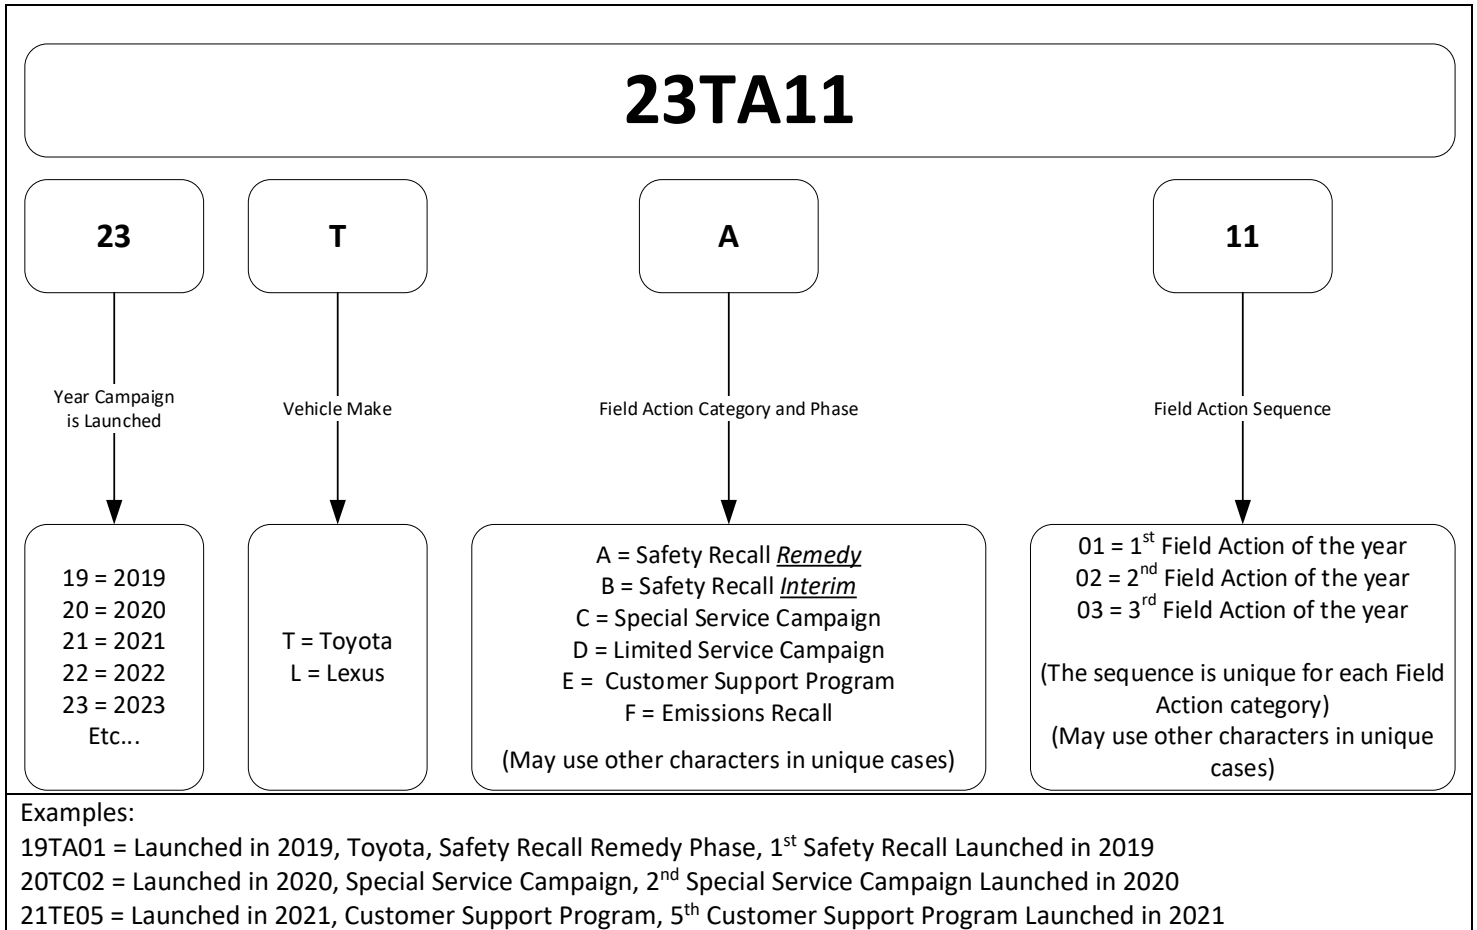 23TA11
23
T
A
11
Year Campaign
is Launched
Vehicle Make
Field Action Category and Phase
Field Action Sequence
19 = 2019
20 = 2020
21 = 2021
22 = 2022
23 = 2023
Etc...
T = Toyota
L = Lexus
A = Safety Recall Remedy
B = Safety Recall Interim
C = Special Service Campaign
D = Limited Service Campaign
E = Customer Support Program
F = Emissions Recall
(May use other characters in unique cases)
01 = 1st Field Action of the year
02 = 2nd Field Action of the year
03 = 3rd Field Action of the year
(The sequence is unique for each Field
Action category)
(May use other characters in unique
cases)
Examples:
19TA01 = Launched in 2019, Toyota, Safety Recall Remedy Phase, 1st Safety Recall Launched in 2019
20TC02 = Launched in 2020, Special Service Campaign, 2nd Special Service Campaign Launched in 2020
21TE05 = Launched in 2021, Customer Support Program, 5th Customer Support Program Launched in 2021